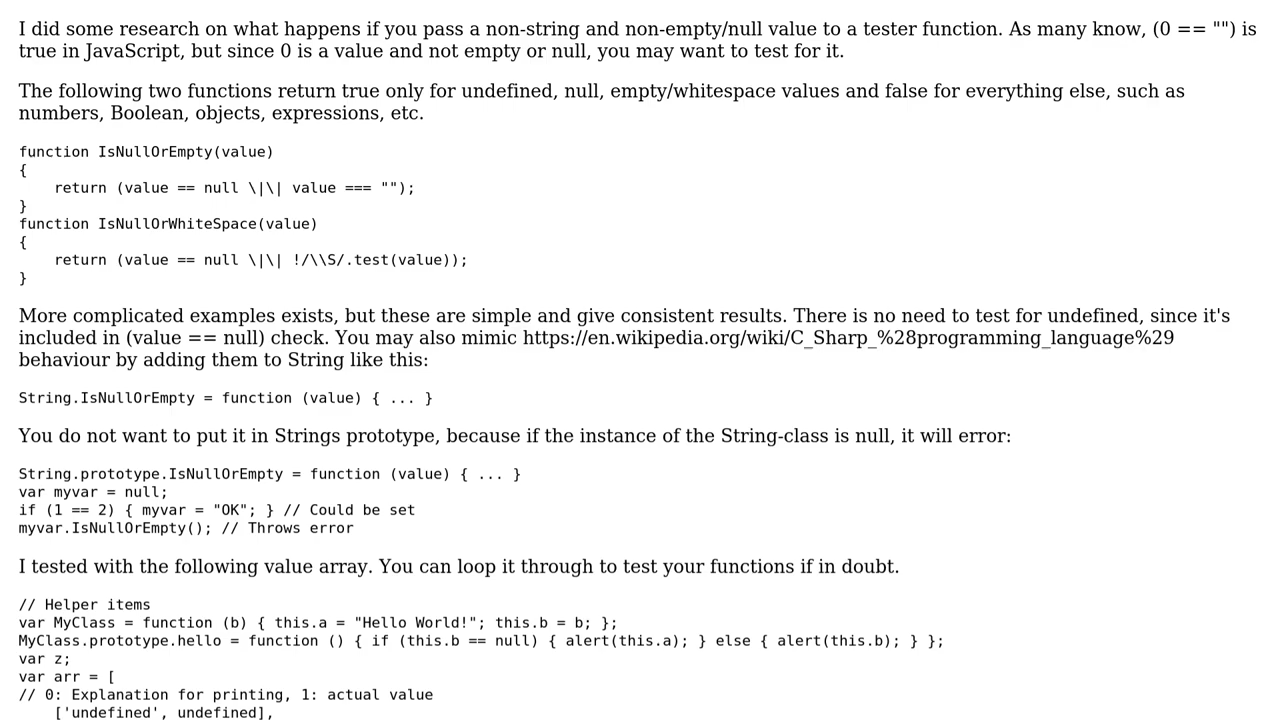 I did some research on what happens if you pass a non-string and non-empty/null value to a tester function. As many know, (0 == "") is
true in JavaScript, but since 0 is a value and not empty or null, you may want to test for it.
The following two functions return true only for undefined, null, empty/whitespace values and false for everything else, such as
numbers, Boolean, objects, expressions, etc.
function IsNullOrEmpty(value)
{
    return (value == null \|\| value === "");
}
function IsNullOrWhiteSpace(value)
{
    return (value == null \|\| !/\\S/.test(value));
}
More complicated examples exists, but these are simple and give consistent results. There is no need to test for undefined, since it's
included in (value == null) check. You may also mimic https://en.wikipedia.org/wiki/C_Sharp_%28programming_language%29
behaviour by adding them to String like this:
String.IsNullOrEmpty = function (value) { ... }
You do not want to put it in Strings prototype, because if the instance of the String-class is null, it will error:
String.prototype.IsNullOrEmpty = function (value) { ... }
var myvar = null;
if (1 == 2) { myvar = "OK"; } // Could be set
myvar.IsNullOrEmpty(); // Throws error
I tested with the following value array. You can loop it through to test your functions if in doubt.
// Helper items
var MyClass = function (b) { this.a = "Hello World!"; this.b = b; };
MyClass.prototype.hello = function () { if (this.b == null) { alert(this.a); } else { alert(this.b); } };
var z;
var arr = [
// 0: Explanation for printing, 1: actual value
    ['undefined', undefined],